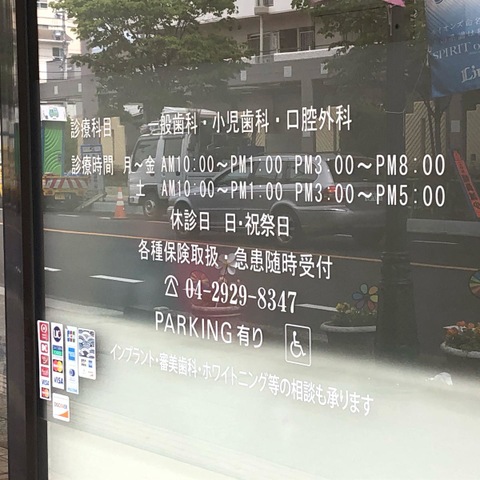 診療科目 一般歯科・小児歯科・口腔外科
診療時間 月〜金 AM10:00〜PM1:00 PM3:00〜PM8:00
土 AM10:00〜PM1:00 PM3:00〜PM5:00
休診日 日・祝祭日
各種保険取扱・急患随時受付
☎ 04-2929-8347
PARKING 有り
インプラント・審美歯科・ホワイトニング等の相談も承ります
VISA
SPIRIT